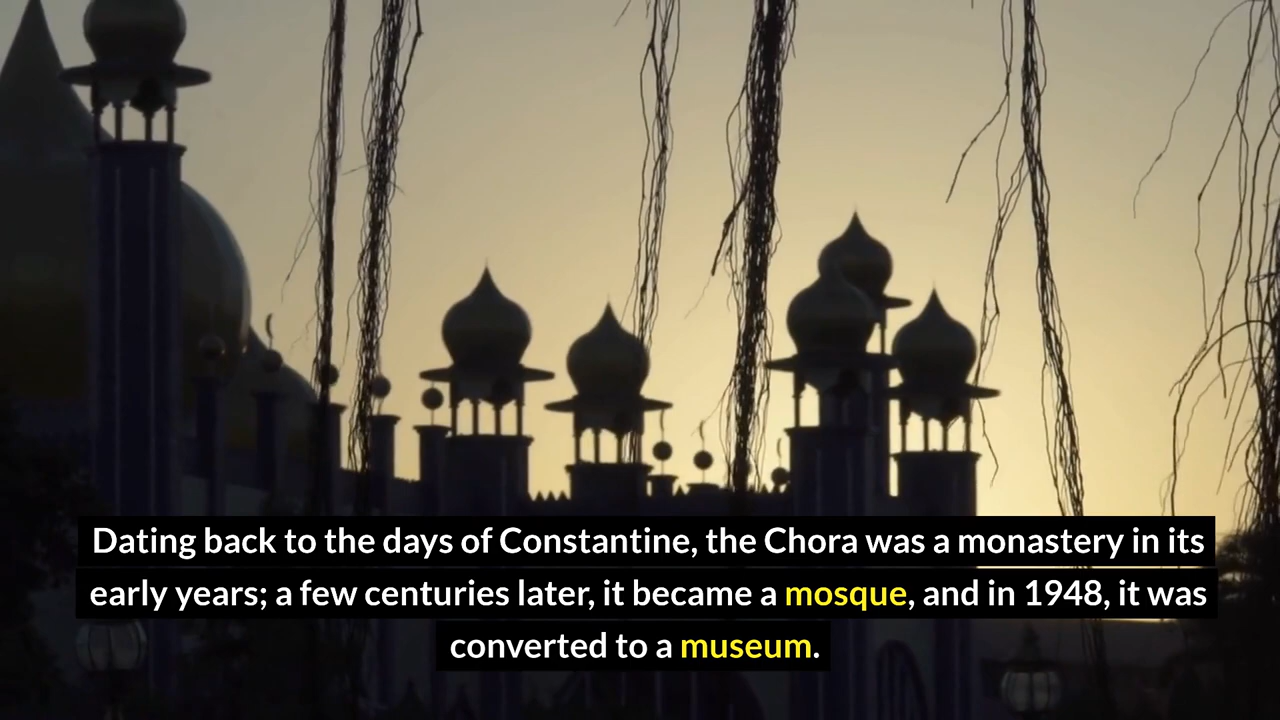 Dating back to the days of Constantine, the Chora was a monastery in its
early years; a few centuries later, it became a mosque, and in 1948, it was
converted to a museum.